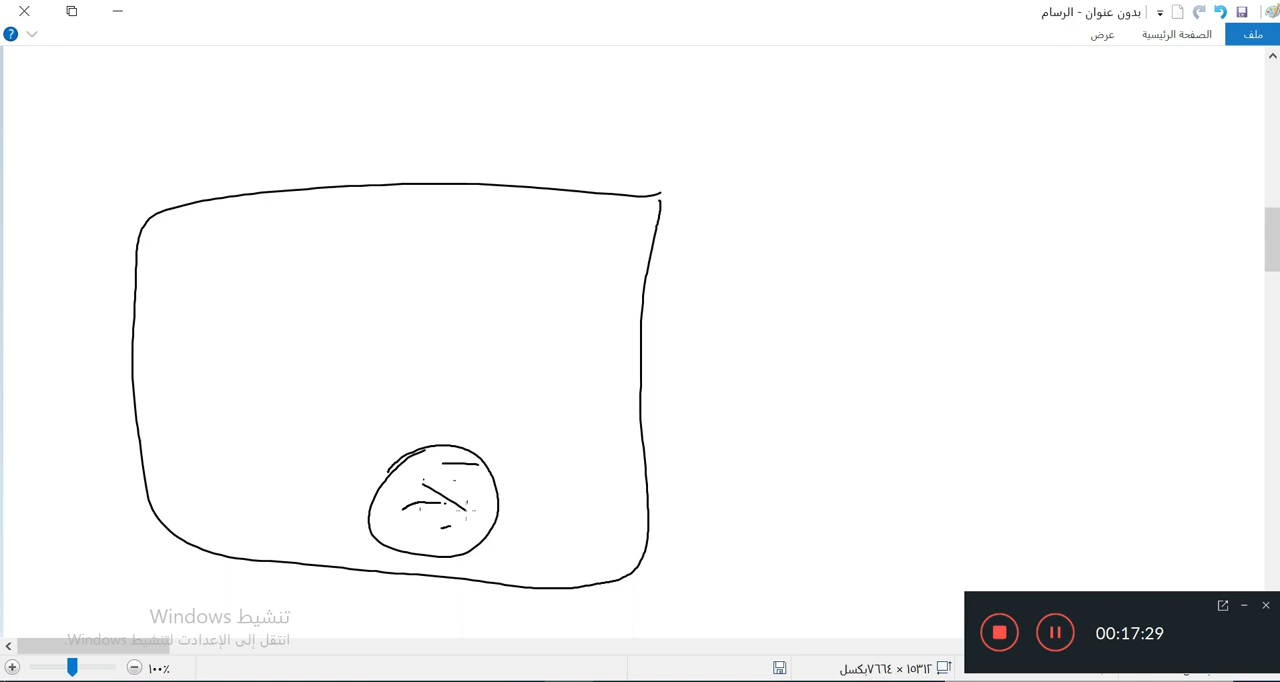 بدون عنوان - الرسام
ملف
الصفحة الرئيسية
عرض
?
تنشيط Windows
انتقل إلى الإعدادت لتنشيط Windows.
00:17:29
١٥٣١٢ × ٧٦٦٤بكسل
١٠٠٪